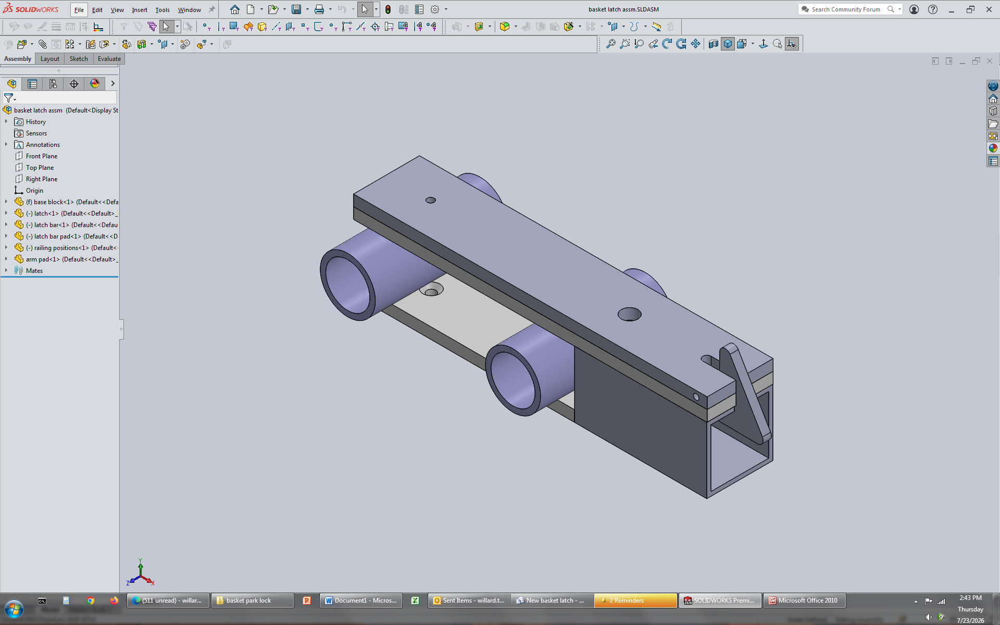 SOLIDWORKS
File
Edit
View
Insert
Tools
Window
basket latch assm.SLDASM
Search Community Forum
Assembly
Layout
Sketch
Evaluate
basket latch assm (Default<Display St
History
Sensors
Annotations
Front Plane
Top Plane
Right Plane
Origin
(f) base block<1> (Default<<Defa
(-) latch<1> (Default<<Default>_
(-) latch bar<1> (Default<<Defau
(-) latch bar pad<1> (Default<<D
(-) railing positions<1> (Default<
arm pad<1> (Default<<Default>_
Mates
Y
Z
X
(511 unread) - willar...
basket park lock
Document1 - Micros...
Sent Items - willard.t...
New basket latch - ...
2 Reminders
SOLIDWORKS Premi...
Microsoft Office 2010
2:43 PM
Thursday
7/23/2026